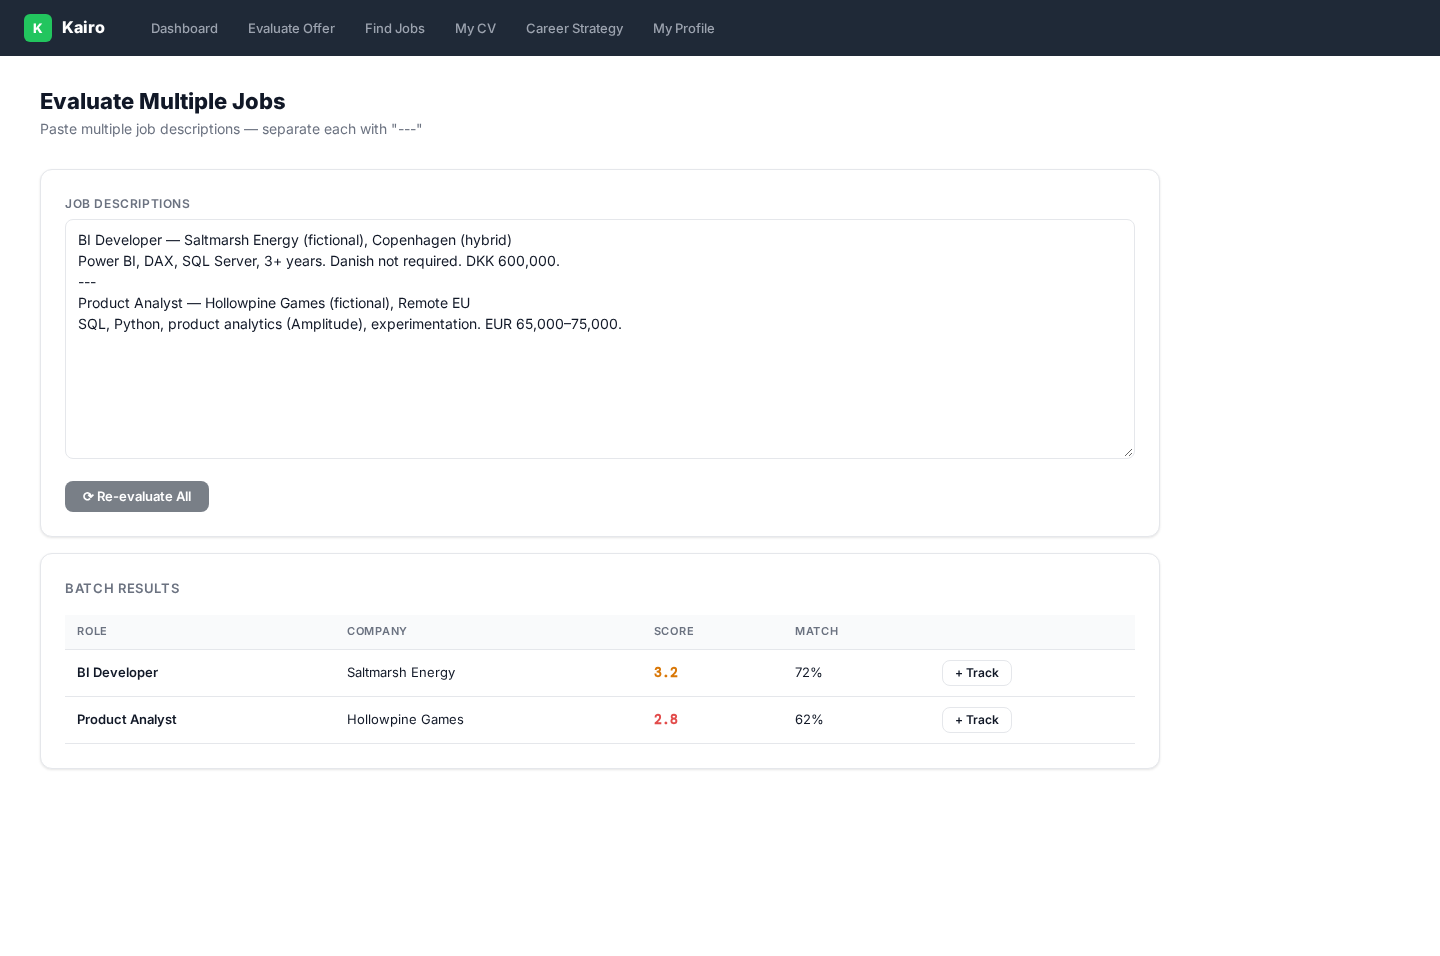 K Kairo Dashboard Evaluate Offer Find Jobs My CV Career Strategy My Profile
Evaluate Multiple Jobs
Paste multiple job descriptions — separate each with "---"
JOB DESCRIPTIONS
BI Developer — Saltmarsh Energy (fictional), Copenhagen (hybrid)
Power BI, DAX, SQL Server, 3+ years. Danish not required. DKK 600,000.
---
Product Analyst — Hollowpine Games (fictional), Remote EU
SQL, Python, product analytics (Amplitude), experimentation. EUR 65,000–75,000.
⟳ Re-evaluate All
BATCH RESULTS
ROLE COMPANY SCORE MATCH
BI Developer Saltmarsh Energy 3.2 72% + Track
Product Analyst Hollowpine Games 2.8 62% + Track